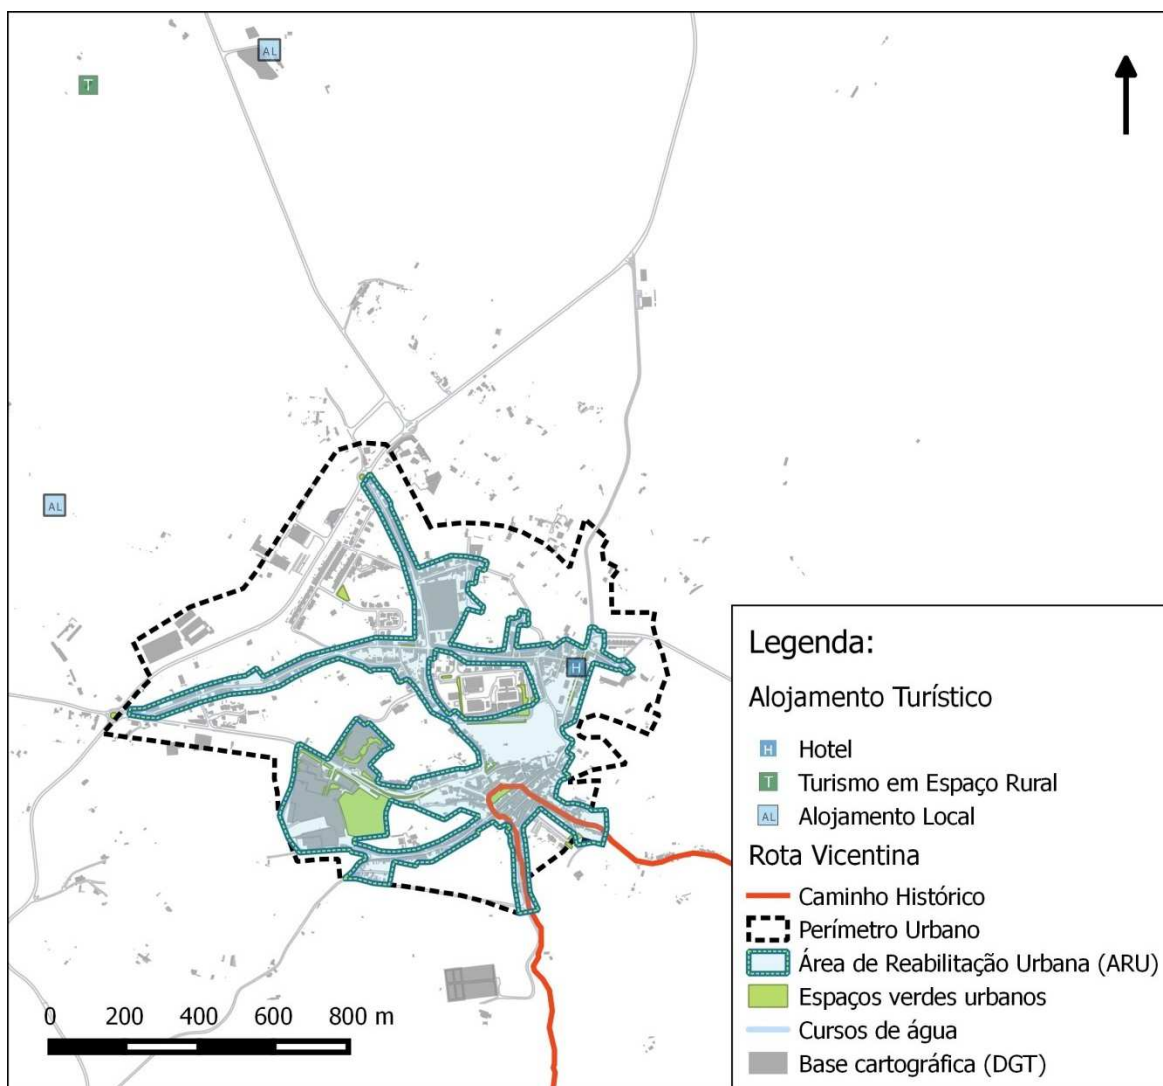 AL
T
AL
H
Legenda:
Alojamento Turístico
H Hotel
T Turismo em Espaço Rural
AL Alojamento Local
Rota Vicentina
Caminho Histórico
Perímetro Urbano
Área de Reabilitação Urbana (ARU)
Espaços verdes urbanos
Cursos de água
Base cartográfica (DGT)
0 200 400 600 800 m